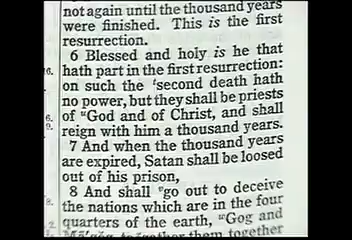 not again until the thousand years
were finished. This is the first
resurrection.
6 Blessed and holy is he that
hath part in the first resurrection:
on such the second death hath
no power, but they shall be priests
of God and of Christ, and shall
reign with him a thousand years.
7 And when the thousand years
are expired, Satan shall be loosed
out of his prison,
8 And shall go out to deceive
the nations which are in the four
quarters of the earth, Gog and
together